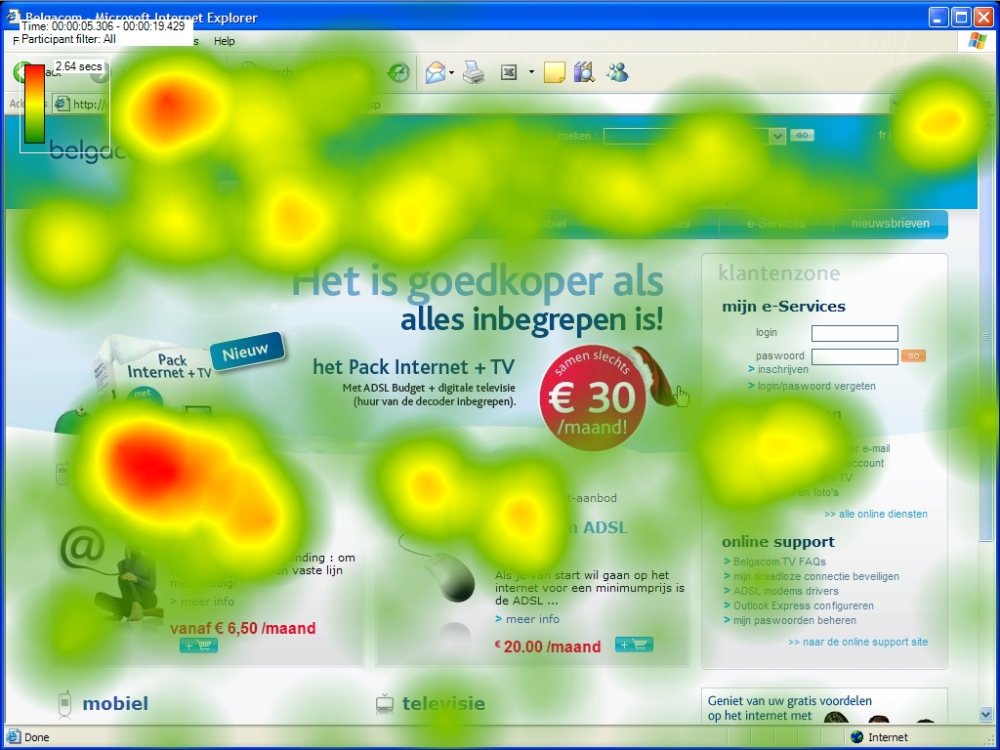 Belgacom - Microsoft Internet Explorer
Time: 00:00:05.306 - 00:00:19.429
Participant filter: All
Help
2.64 secs
Search
http://
zoeken :
GO
fr |
belgac
e-Services
nieuwsbrieven
Het is goedkoper als
alles inbegrepen is!
Nieuw
Pack
Internet + TV
met
het Pack Internet + TV
Met ADSL Budget + digitale televisie
(huur van de decoder inbegrepen).
samen slechts
€ 30
/maand!
klantenzone
mijn e-Services
login
paswoord
GO
> inschrijven
> login/paswoord vergeten
er e-mail
account
TV
en foto's
>> alle online diensten
online support
> Belgacom TV FAQs
> mijn draadloze connectie beveiligen
> ADSL modems drivers
> Outlook Express configureren
> mijn paswoorden beheren
>> naar de online support site
inding : om
en vaste lijn
> meer info
vanaf € 6,50 /maand
t-aanbod
ADSL
Als je van start wil gaan op het
internet voor een minimumprijs is
de ADSL ...
> meer info
€ 20.00 /maand
mobiel
televisie
Geniet van uw gratis voordelen
op het internet met
Done
Internet